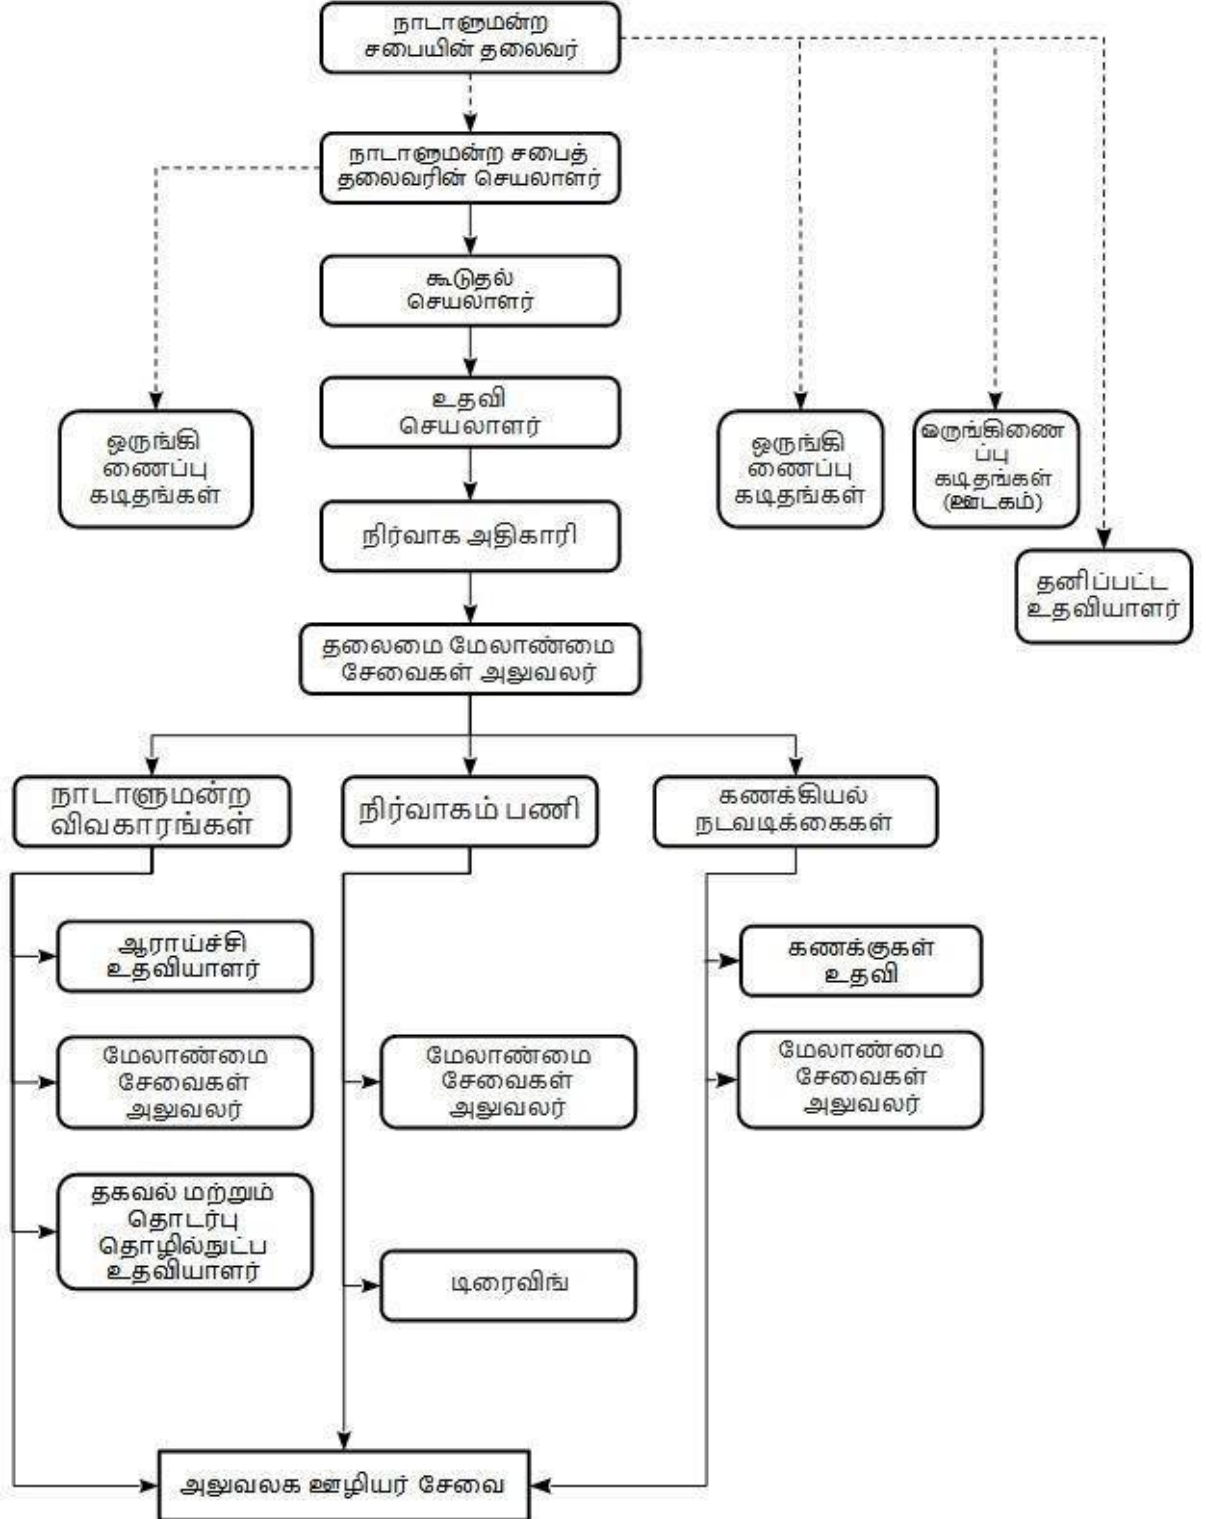 நாடாளுமன்ற
சபையின் தலைவர்
நாடாளுமன்ற சபைத்
தலைவரின் செயலாளர்
கூடுதல்
செயலாளர்
உதவி
செயலாளர்
ஒருங்கி
ணைப்பு
கடிதங்கள்
ஒருங்கி
ணைப்பு
கடிதங்கள்
ஒருங்கிணை
ப்பு
கடிதங்கள்
(ஊடகம்)
நிர்வாக அதிகாரி
தனிப்பட்ட
உதவியாளர்
தலைமை மேலாண்மை
சேவைகள் அலுவலர்
நாடாளுமன்ற
விவகாரங்கள்
நிர்வாகம் பணி
கணக்கியல்
நடவடிக்கைகள்
ஆராய்ச்சி
உதவியாளர்
கணக்குகள்
உதவி
மேலாண்மை
சேவைகள்
அலுவலர்
மேலாண்மை
சேவைகள்
அலுவலர்
மேலாண்மை
சேவைகள்
அலுவலர்
தகவல் மற்றும்
தொடர்பு
தொழில்நுட்ப
உதவியாளர்
டிரைவிங்
அலுவலக ஊழியர் சேவை